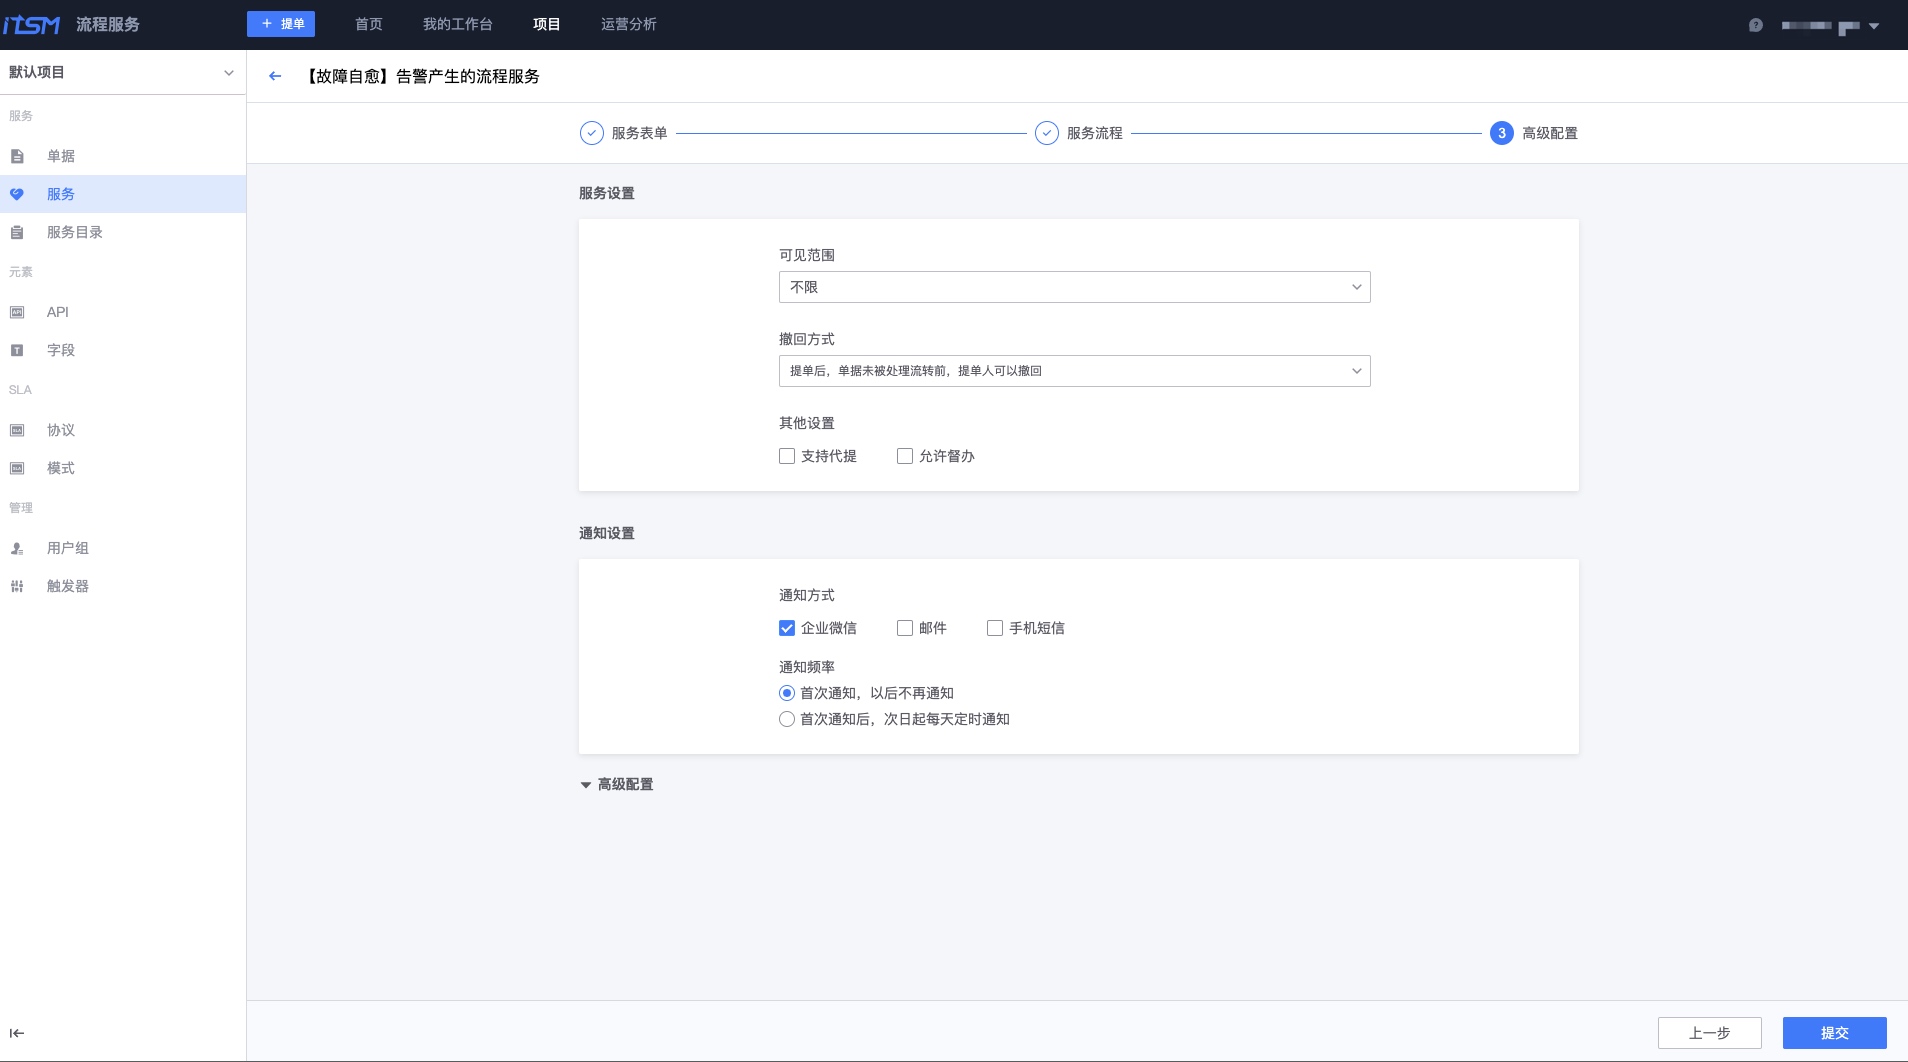 iTSM 流程服务 + 提单 首页 我的工作台 项目 运营分析
默认项目
服务
单据
服务
服务目录
元素
API
字段
SLA
协议
模式
管理
用户组
触发器
【故障自愈】告警产生的流程服务
服务表单 服务流程 3 高级配置
服务设置
可见范围
不限
撤回方式
提单后，单据未被处理流转前，提单人可以撤回
其他设置
支持代提 允许督办
通知设置
通知方式
企业微信 邮件 手机短信
通知频率
首次通知，以后不再通知
首次通知后，次日起每天定时通知
高级配置
上一步 提交